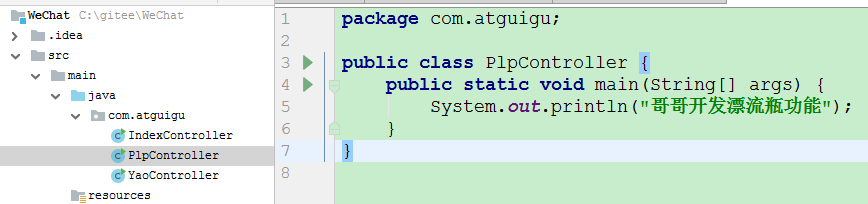 WeChat C:\gitee\WeChat
.idea
src
main
java
com.atguigu
IndexController
PlpController
YaoController
resources
1 package com.atguigu;
2
3 public class PlpController {
4 public static void main(String[] args) {
5 System.out.println("哥哥开发漂流瓶功能");
6 }
7 }
8